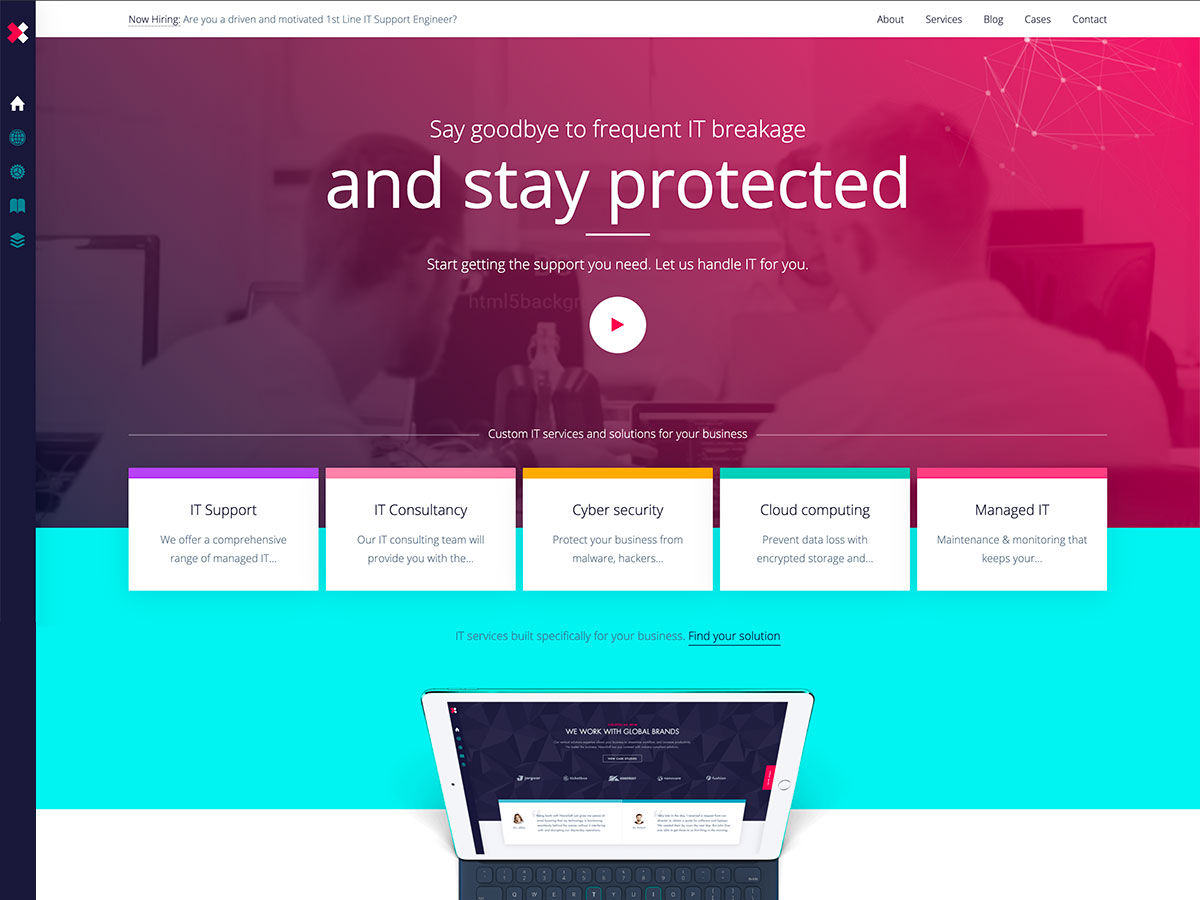 Now Hiring: Are you a driven and motivated 1st Line IT Support Engineer?
About Services Blog Cases Contact
Say goodbye to frequent IT breakage
and stay protected
Start getting the support you need. Let us handle IT for you.
html5backgr
Custom IT services and solutions for your business
IT Support
We offer a comprehensive
range of managed IT...
IT Consultancy
Our IT consulting team will
provide you with the...
Cyber security
Protect your business from
malware, hackers...
Cloud computing
Prevent data loss with
encrypted storage and...
Managed IT
Maintenance & monitoring that
keeps your...
IT services built specifically for your business. Find your solution
WE WORK WITH GLOBAL BRANDS
VIEW CASE STUDIES
Q W E R T Y U I O P